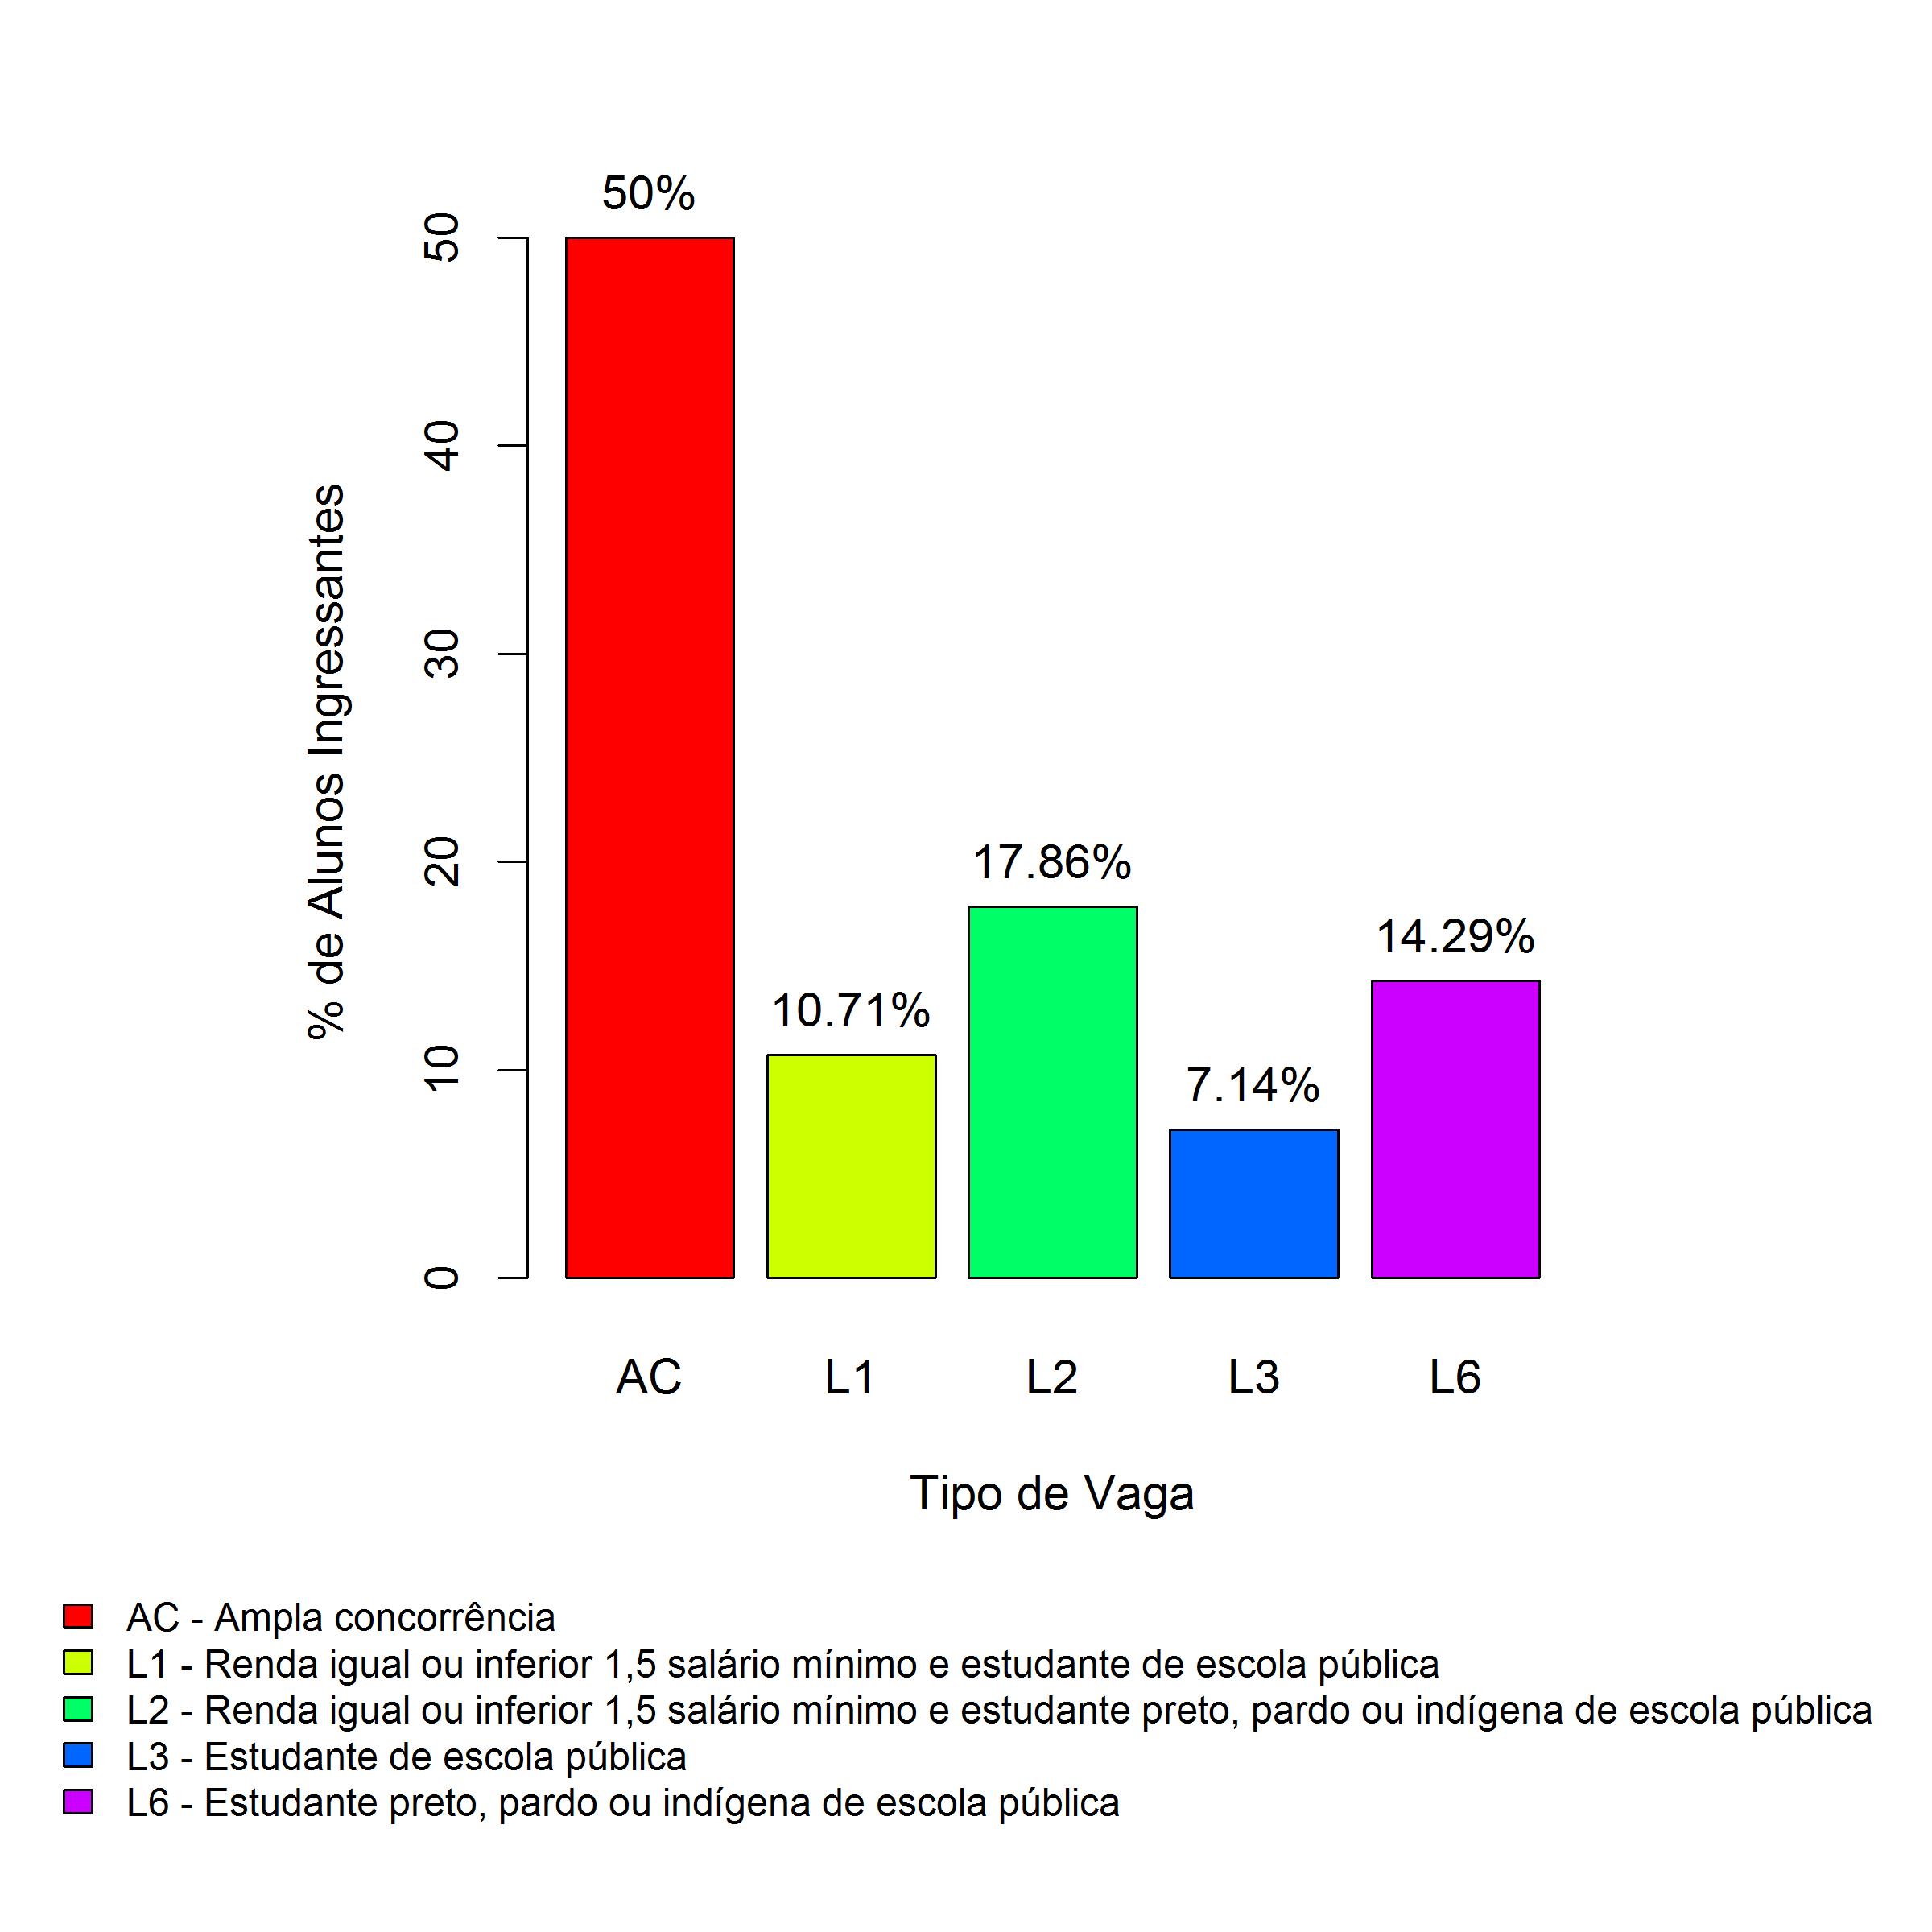 50%
50
40
30
20
10
0
% de Alunos Ingressantes
10.71%
17.86%
7.14%
14.29%
AC L1 L2 L3 L6
Tipo de Vaga
AC - Ampla concorrência
L1 - Renda igual ou inferior 1,5 salário mínimo e estudante de escola pública
L2 - Renda igual ou inferior 1,5 salário mínimo e estudante preto, pardo ou indígena de escola pública
L3 - Estudante de escola pública
L6 - Estudante preto, pardo ou indígena de escola pública